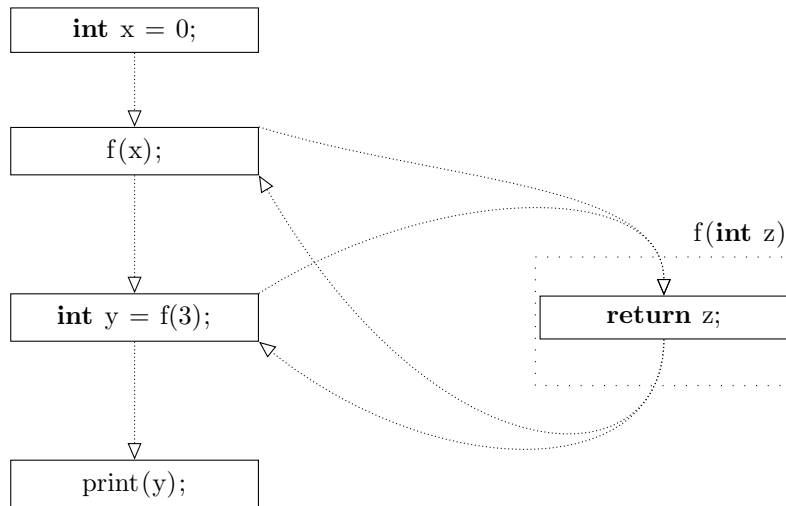 int x = 0;
f(x);
f(int z)
int y = f(3);
return z;
print(y);